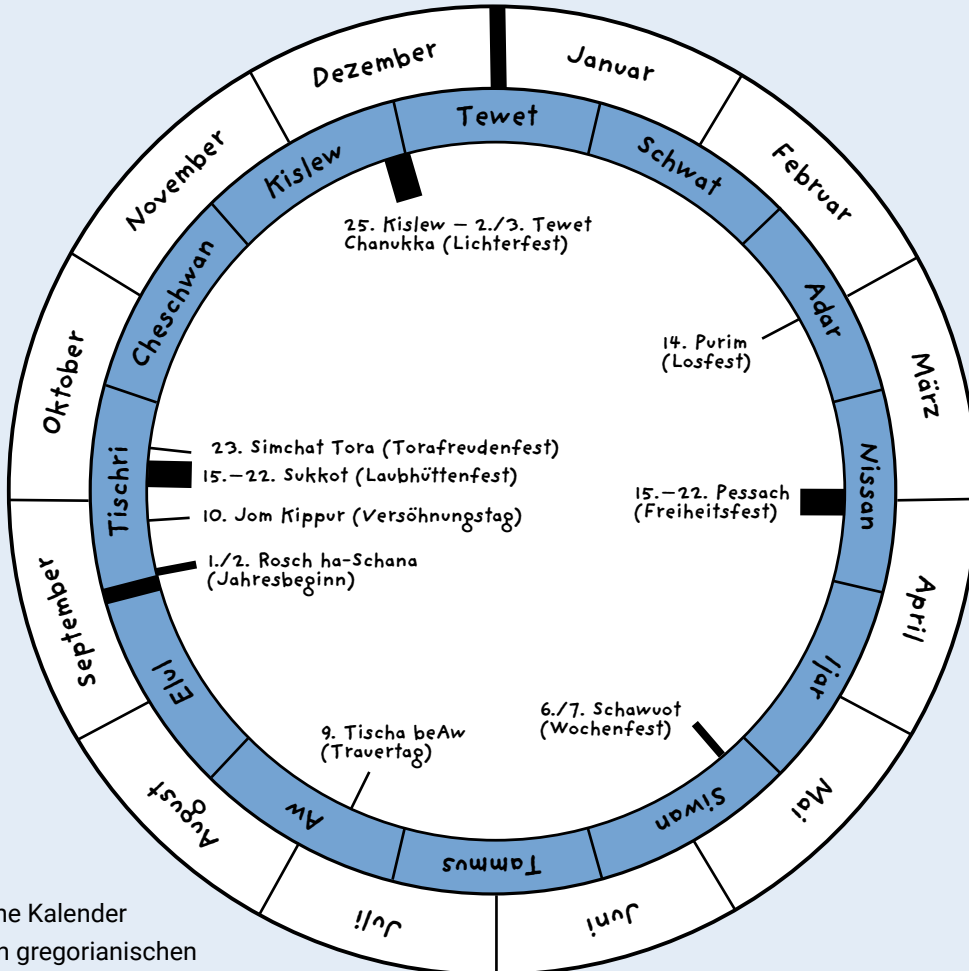 Januar
Februar
März
April
Mai
Juni
Juli
August
September
Oktober
November
Dezember
Tewet
Schwat
Adar
Nissan
Ijar
Siwan
Tammus
Aw
Elul
Tischri
Cheschwan
Kislew
25. Kislew – 2./3. Tewet
Chanukka (Lichterfest)
14. Purim
(Losfest)
23. Simchat Tora (Torafreudenfest)
15.–22. Sukkot (Laubhüttenfest)
10. Jom Kippur (Versöhnungstag)
1./2. Rosch ha-Schana
(Jahresbeginn)
15.–22. Pessach
(Freiheitsfest)
6./7. Schawuot
(Wochenfest)
9. Tischa beAw
(Trauertag)
ne Kalender
n gregorianischen